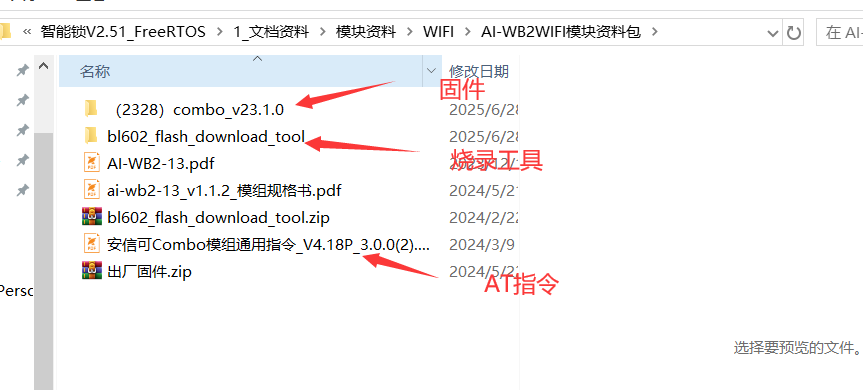 « 智能锁V2.51_FreeRTOS > 1_文档资料 > 模块资料 > WIFI > AI-WB2WIFI模块资料包 >
在 AI-
名称 修改日期
固件
（2328）combo_v23.1.0 2025/6/28
bl602_flash_download_tool 2025/6/28
烧录工具
AI-WB2-13.pdf
ai-wb2-13_v1.1.2_模组规格书.pdf 2024/5/21
bl602_flash_download_tool.zip 2024/2/22
安信可Combo模组通用指令_V4.18P_3.0.0(2).... 2024/3/9
出厂固件.zip 2024/5/2
AT指令
Persc
选择要预览的文件。